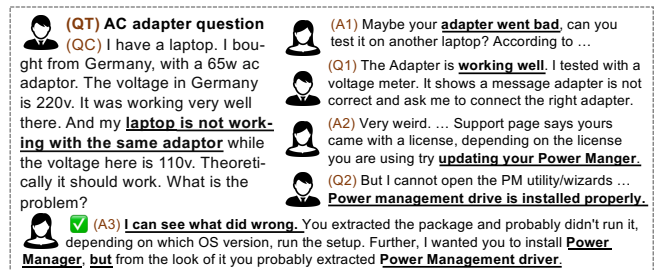 (QT) AC adapter question
(QC) I have a laptop. I bou-
ght from Germany, with a 65w ac
adaptor. The voltage in Germany
is 220v. It was working very well
there. And my laptop is not work-
ing with the same adaptor while
the voltage here is 110v. Theoreti-
cally it should work. What is the
problem?
(A1) Maybe your adapter went bad, can you
test it on another laptop? According to …
(Q1) The Adapter is working well. I tested with a
voltage meter. It shows a message adapter is not
correct and ask me to connect the right adapter.
(A2) Very weird. … Support page says yours
came with a license, depending on the license
you are using try updating your Power Manger.
(Q2) But I cannot open the PM utility/wizards …
Power management drive is installed properly.
(A3) I can see what did wrong. You extracted the package and probably didn't run it,
depending on which OS version, run the setup. Further, I wanted you to install Power
Manager, but from the look of it you probably extracted Power Management driver.